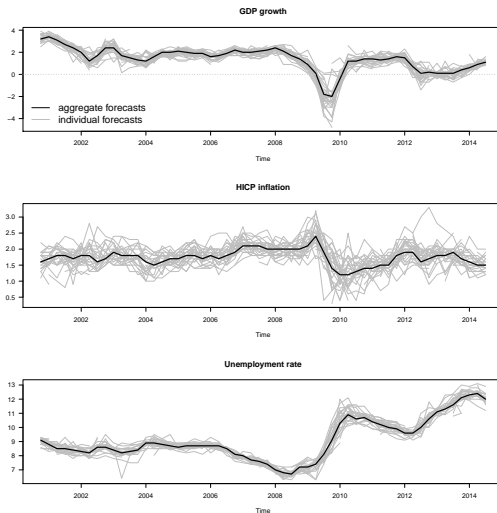 GDP growth
4
2
0
−2
−4
aggregate forecasts
individual forecasts
2002 2004 2006 2008 2010 2012 2014
Time
HICP inflation
3.0
2.5
2.0
1.5
1.0
0.5
2002 2004 2006 2008 2010 2012 2014
Time
Unemployment rate
13
12
11
10
9
8
7
2002 2004 2006 2008 2010 2012 2014
Time